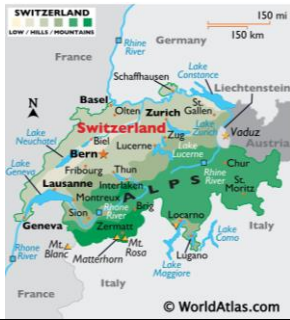 SWITZERLAND
LOW / HILLS / MOUNTAINS
150 mi
150 km
Germany
France
Rhine
River
Schaffhausen
Lake
Constance
Liechtenstein
Basel
Olten
Zurich
St.
Gallen
N
Switzerland
Lake
Zurich
Vaduz
Lake
Neuchatel
Biel
Zug
Lucerne
Austria
Bern
Lake
Lucerne
Lake
Geneva
Fribourg
Thun
Chur
Lausanne
Interlaken
Rhine
River
St.
Moritz
ALPS
Montreux
Sion
Rhone
River
Brig
Locarno
Geneva
Zermatt
Lugano
Lake
Como
Rhone
River
Mt.
Blanc
Matterhorn
Mt.
Rosa
Lake
Maggiore
Italy
Italy
France
© WorldAtlas.com